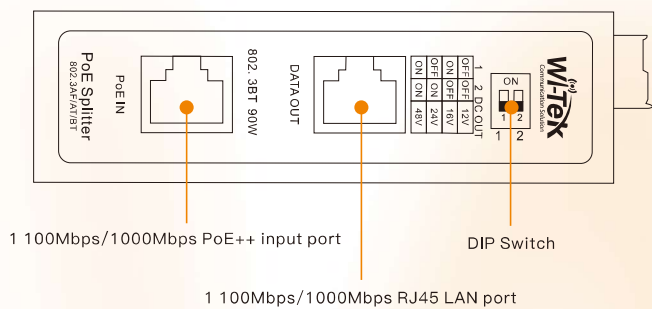 PoE Splitter
802.3AF/AT/BT
PoE IN
802.3BT 90W
DATA OUT
1 2 DC OUT
OFF OFF 12V
ON OFF 16V
OFF ON 24V
ON ON 48V
ON
1 2
1 2
Wi-Tek
Communication Solution
1 100Mbps/1000Mbps PoE++ input port
DIP Switch
1 100Mbps/1000Mbps RJ45 LAN port